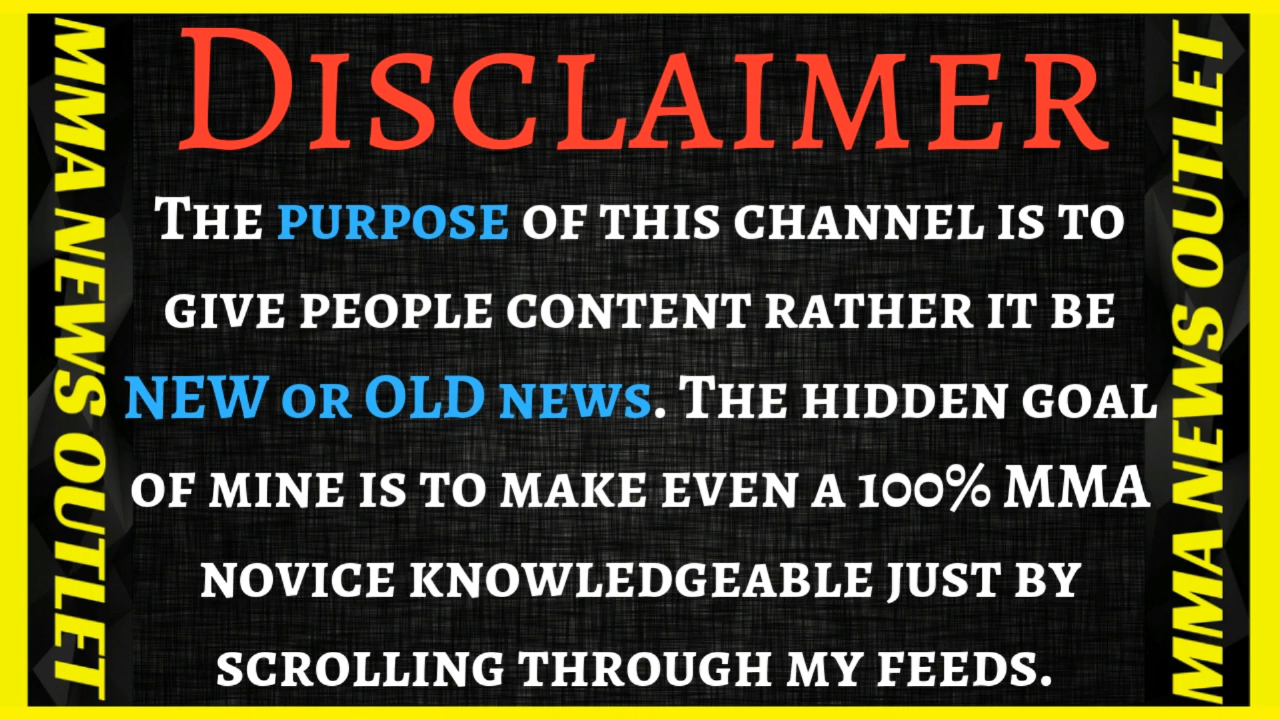 Disclaimer
The purpose of this channel is to
give people content rather it be
NEW or OLD news. The hidden goal
of mine is to make even a 100% MMA
novice knowledgeable just by
scrolling through my feeds.
MMA NEWS OUTLET
MMA NEWS OUTLET